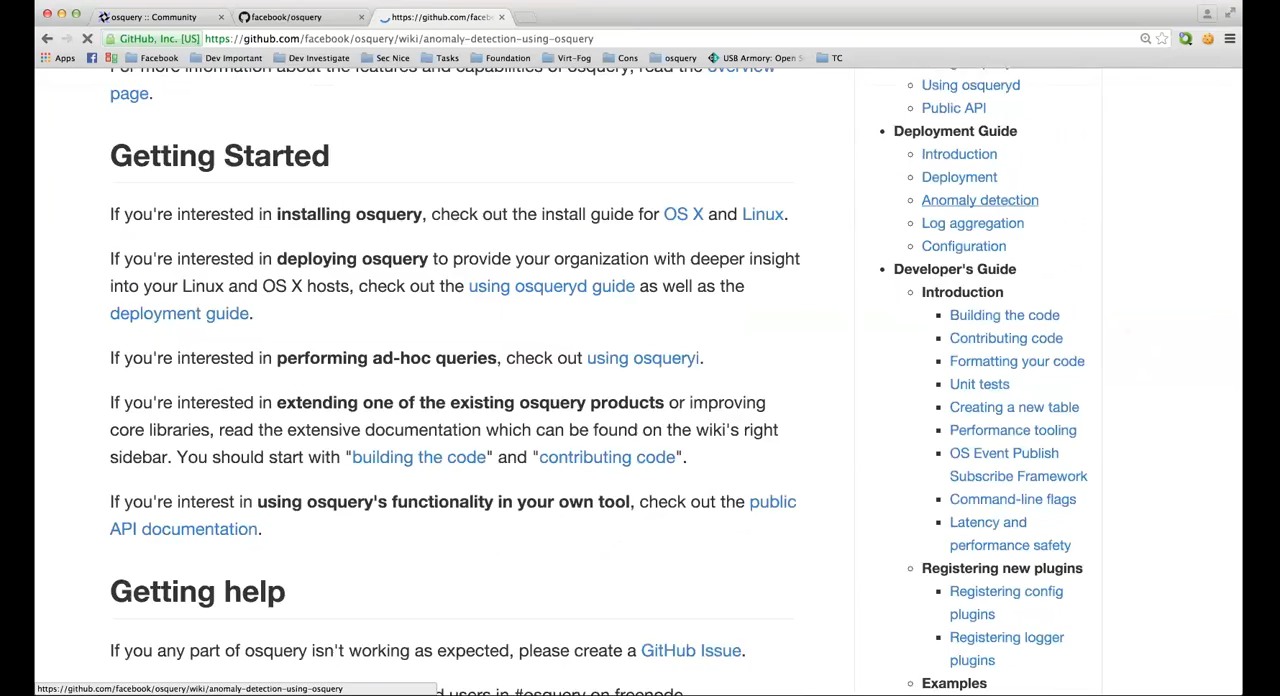 osquery :: Community
facebook/osquery
https://github.com/faceb
GitHub, Inc. [US] https://github.com/facebook/osquery/wiki/anomaly-detection-using-osquery
Apps Facebook Dev Important Dev Investigate Sec Nice Tasks Foundation Virt-Fog Cons osquery USB Armory: Open S TC
For more information about the features and capabilities of osquery, read the overview
page.
Getting Started
If you're interested in installing osquery, check out the install guide for OS X and Linux.
If you're interested in deploying osquery to provide your organization with deeper insight
into your Linux and OS X hosts, check out the using osqueryd guide as well as the
deployment guide.
If you're interested in performing ad-hoc queries, check out using osqueryi.
If you're interested in extending one of the existing osquery products or improving
core libraries, read the extensive documentation which can be found on the wiki's right
sidebar. You should start with "building the code" and "contributing code".
If you're interest in using osquery's functionality in your own tool, check out the public
API documentation.
Getting help
If you any part of osquery isn't working as expected, please create a GitHub Issue.
d users in #osquery on freenode
Using osqueryd
Public API
Deployment Guide
Introduction
Deployment
Anomaly detection
Log aggregation
Configuration
Developer's Guide
Introduction
Building the code
Contributing code
Formatting your code
Unit tests
Creating a new table
Performance tooling
OS Event Publish
Subscribe Framework
Command-line flags
Latency and
performance safety
Registering new plugins
Registering config
plugins
Registering logger
plugins
Examples
https://github.com/facebook/osquery/wiki/anomaly-detection-using-osquery